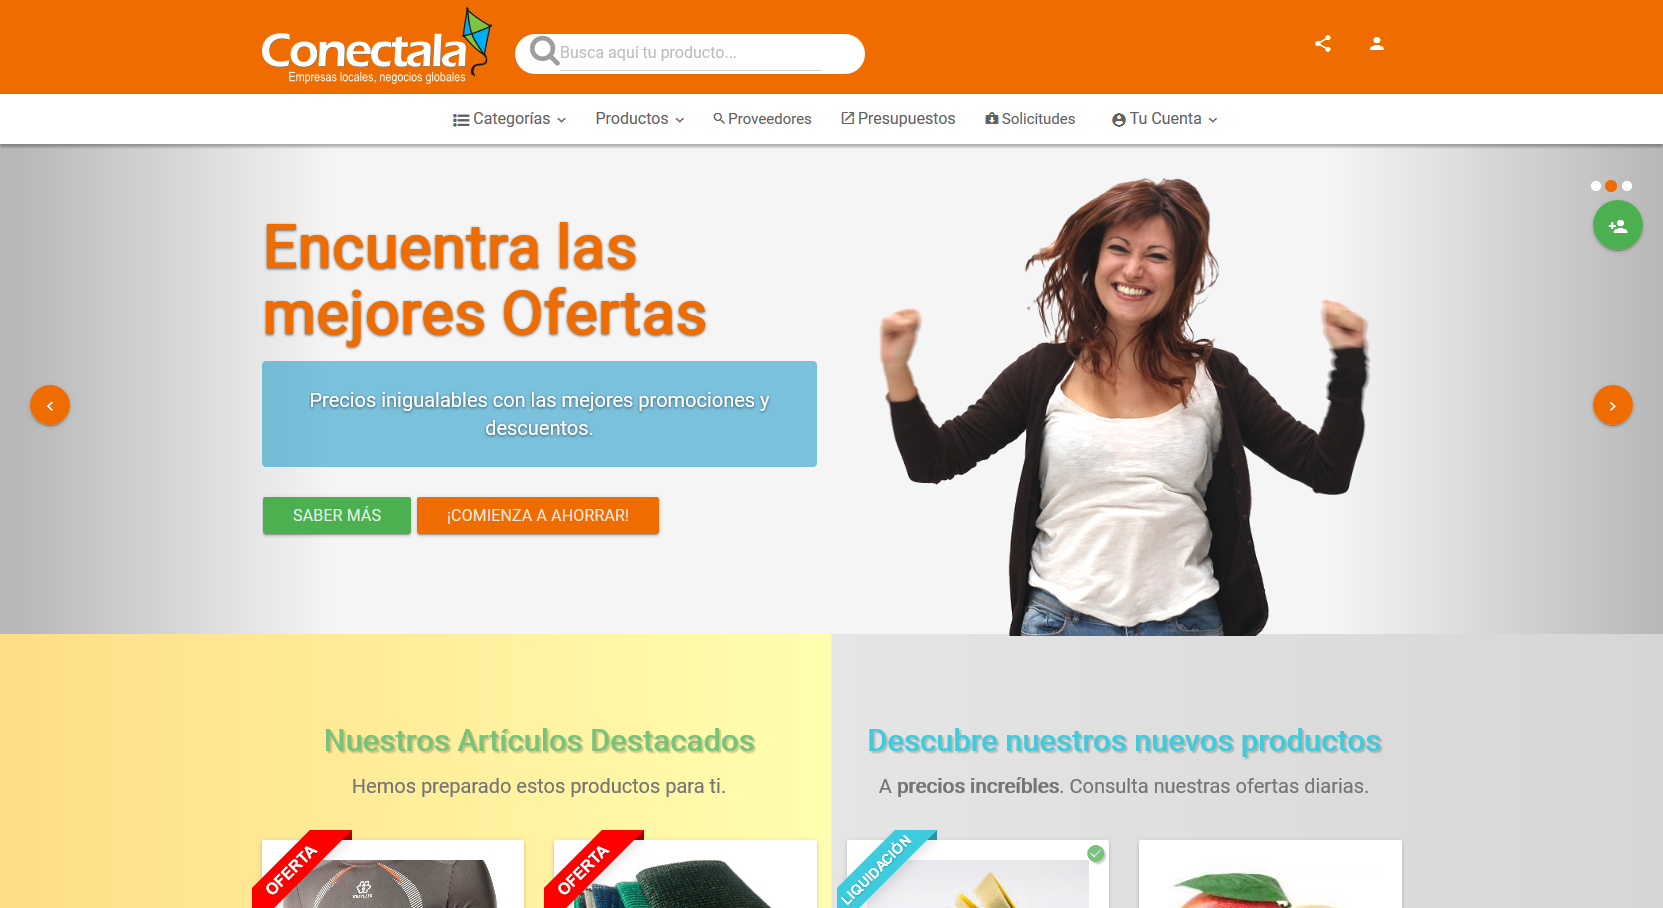 Conectala
Empresas locales, negocios globales
Busca aquí tu producto...
Categorías
Productos
Proveedores
Presupuestos
Solicitudes
Tu Cuenta
Encuentra las
mejores Ofertas
Precios inigualables con las mejores promociones y
descuentos.
SABER MÁS
¡COMIENZA A AHORRAR!
Nuestros Artículos Destacados
Hemos preparado estos productos para ti.
Descubre nuestros nuevos productos
A precios increíbles. Consulta nuestras ofertas diarias.
OFERTA
OFERTA
LIQUIDACIÓN